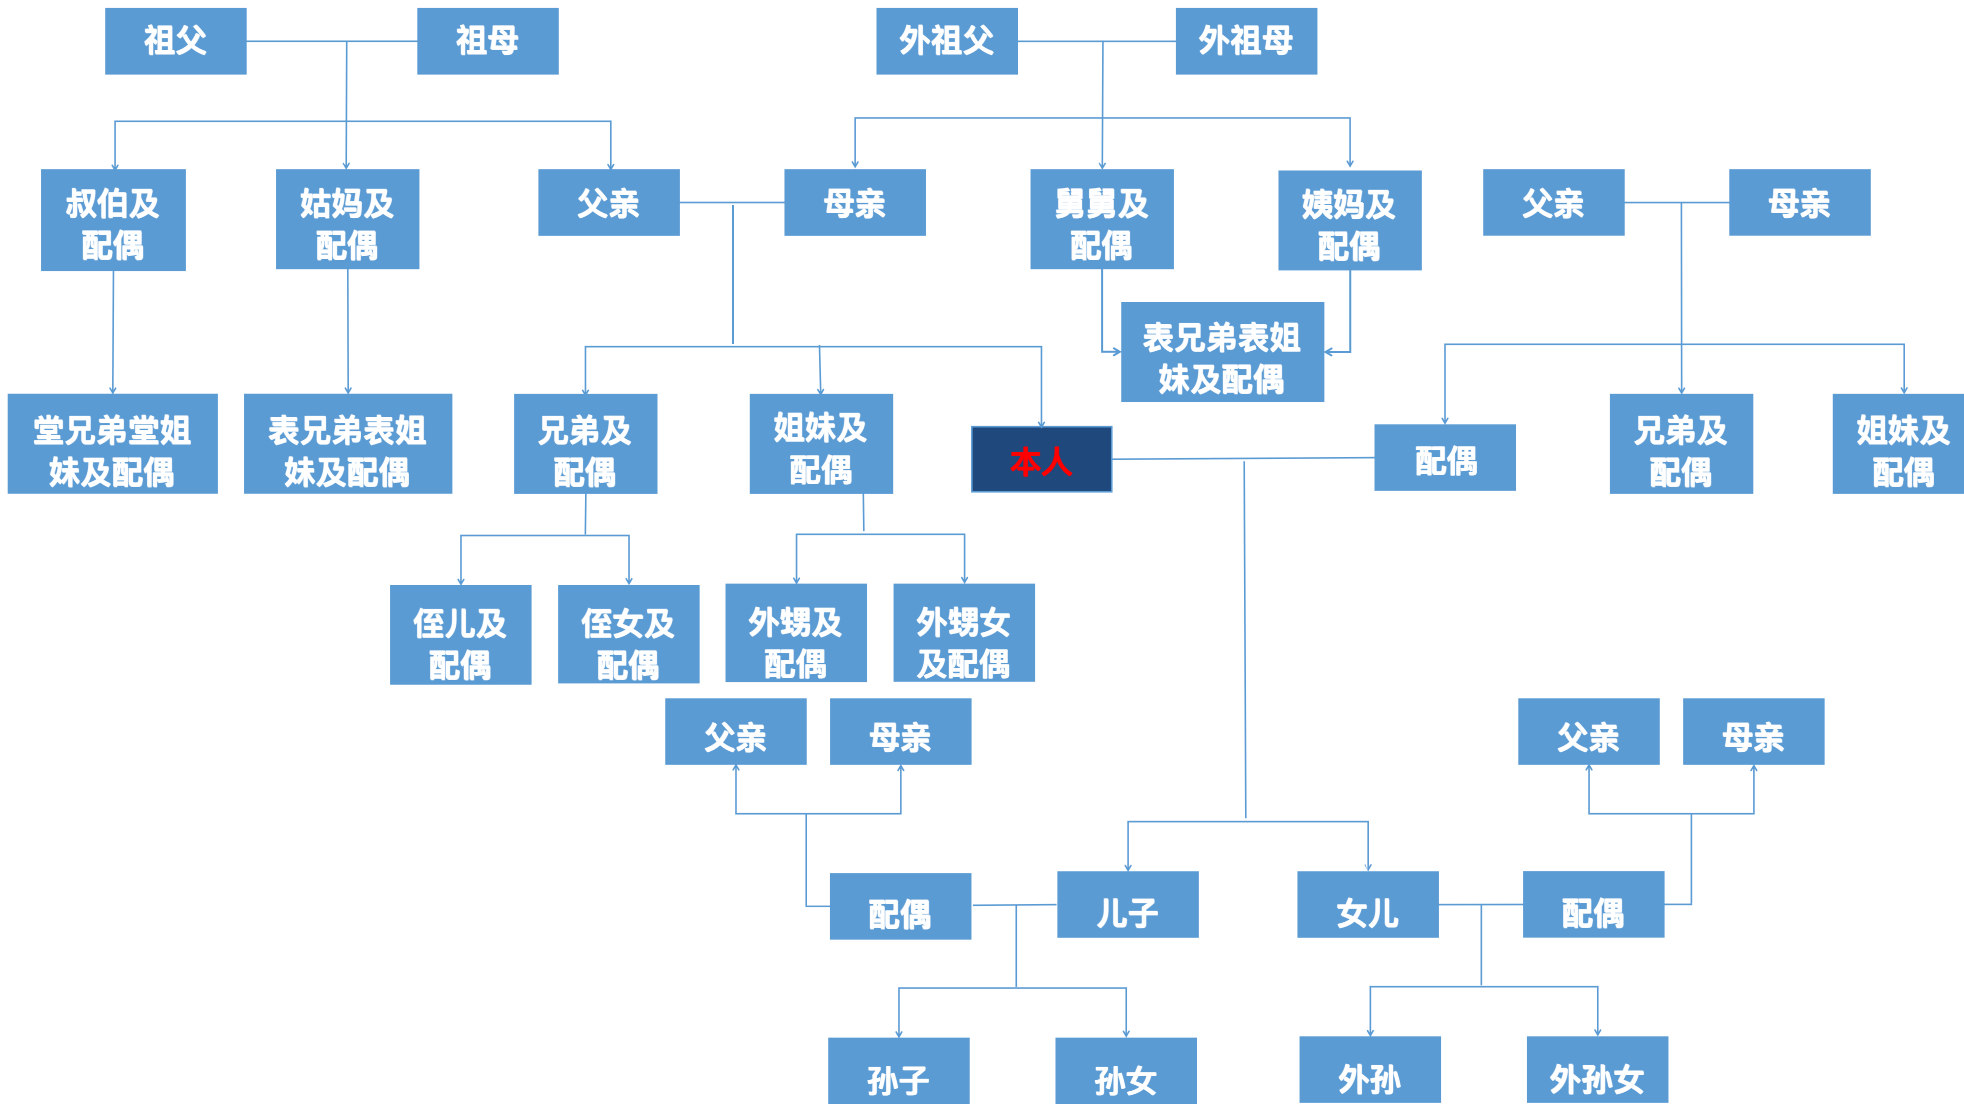 祖父
祖母
外祖父
外祖母
叔伯及
配偶
姑妈及
配偶
父亲
母亲
舅舅及
配偶
姨妈及
配偶
父亲
母亲
表兄弟表姐
妹及配偶
堂兄弟堂姐
妹及配偶
表兄弟表姐
妹及配偶
兄弟及
配偶
姐妹及
配偶
本人
配偶
兄弟及
配偶
姐妹及
配偶
侄儿及
配偶
侄女及
配偶
外甥及
配偶
外甥女
及配偶
父亲
母亲
父亲
母亲
配偶
儿子
女儿
配偶
孙子
孙女
外孙
外孙女